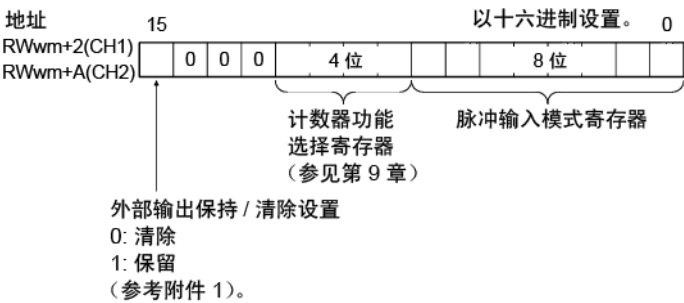 地址 15 以十六进制设置。 0
RWwm+2(CH1)
RWwm+A(CH2) 0 0 0 4 位 8 位
计数器功能 脉冲输入模式寄存器
选择寄存器
（参见第 9 章）
外部输出保持 / 清除设置
0: 清除
1: 保留
（参考附件 1）。